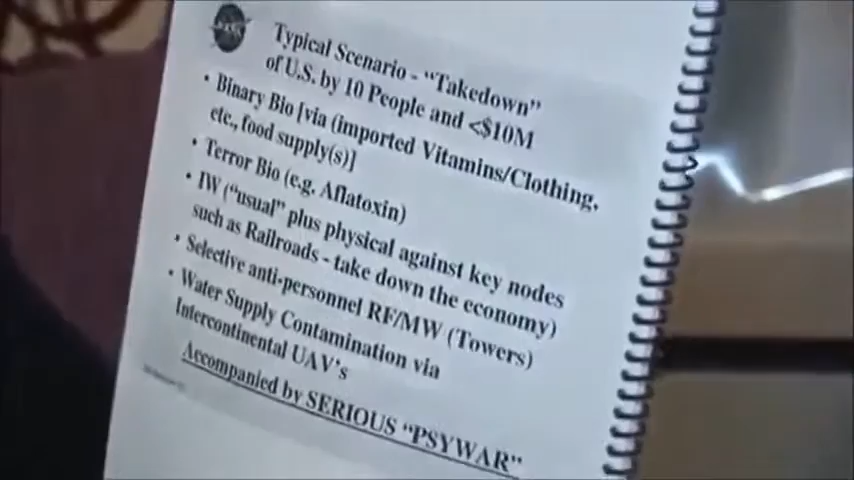 NASA
Typical Scenario - “Takedown”
of U.S. by 10 People and <$10M
• Binary Bio [via (imported Vitamins/Clothing,
etc., food supply(s)]
• Terror Bio (e.g. Aflatoxin)
• IW (“usual” plus physical against key nodes
such as Railroads - take down the economy)
• Selective anti-personnel RF/MW (Towers)
• Water Supply Contamination via
Intercontinental UAV's
Accompanied by SERIOUS “PSYWAR”